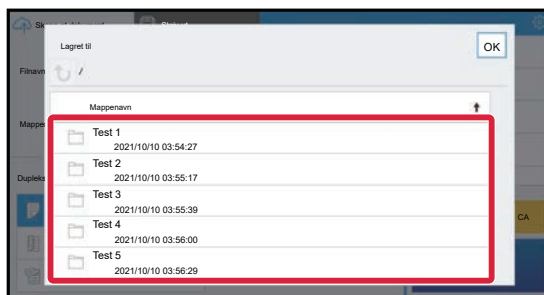 Lagret til
OK
/
Filnavn
Mappenavn
Mappe
Test 1
2021/10/10 03:54:27
Test 2
2021/10/10 03:55:17
Test 3
2021/10/10 03:55:39
Dupleks
Test 4
2021/10/10 03:56:00
CA
Test 5
2021/10/10 03:56:29